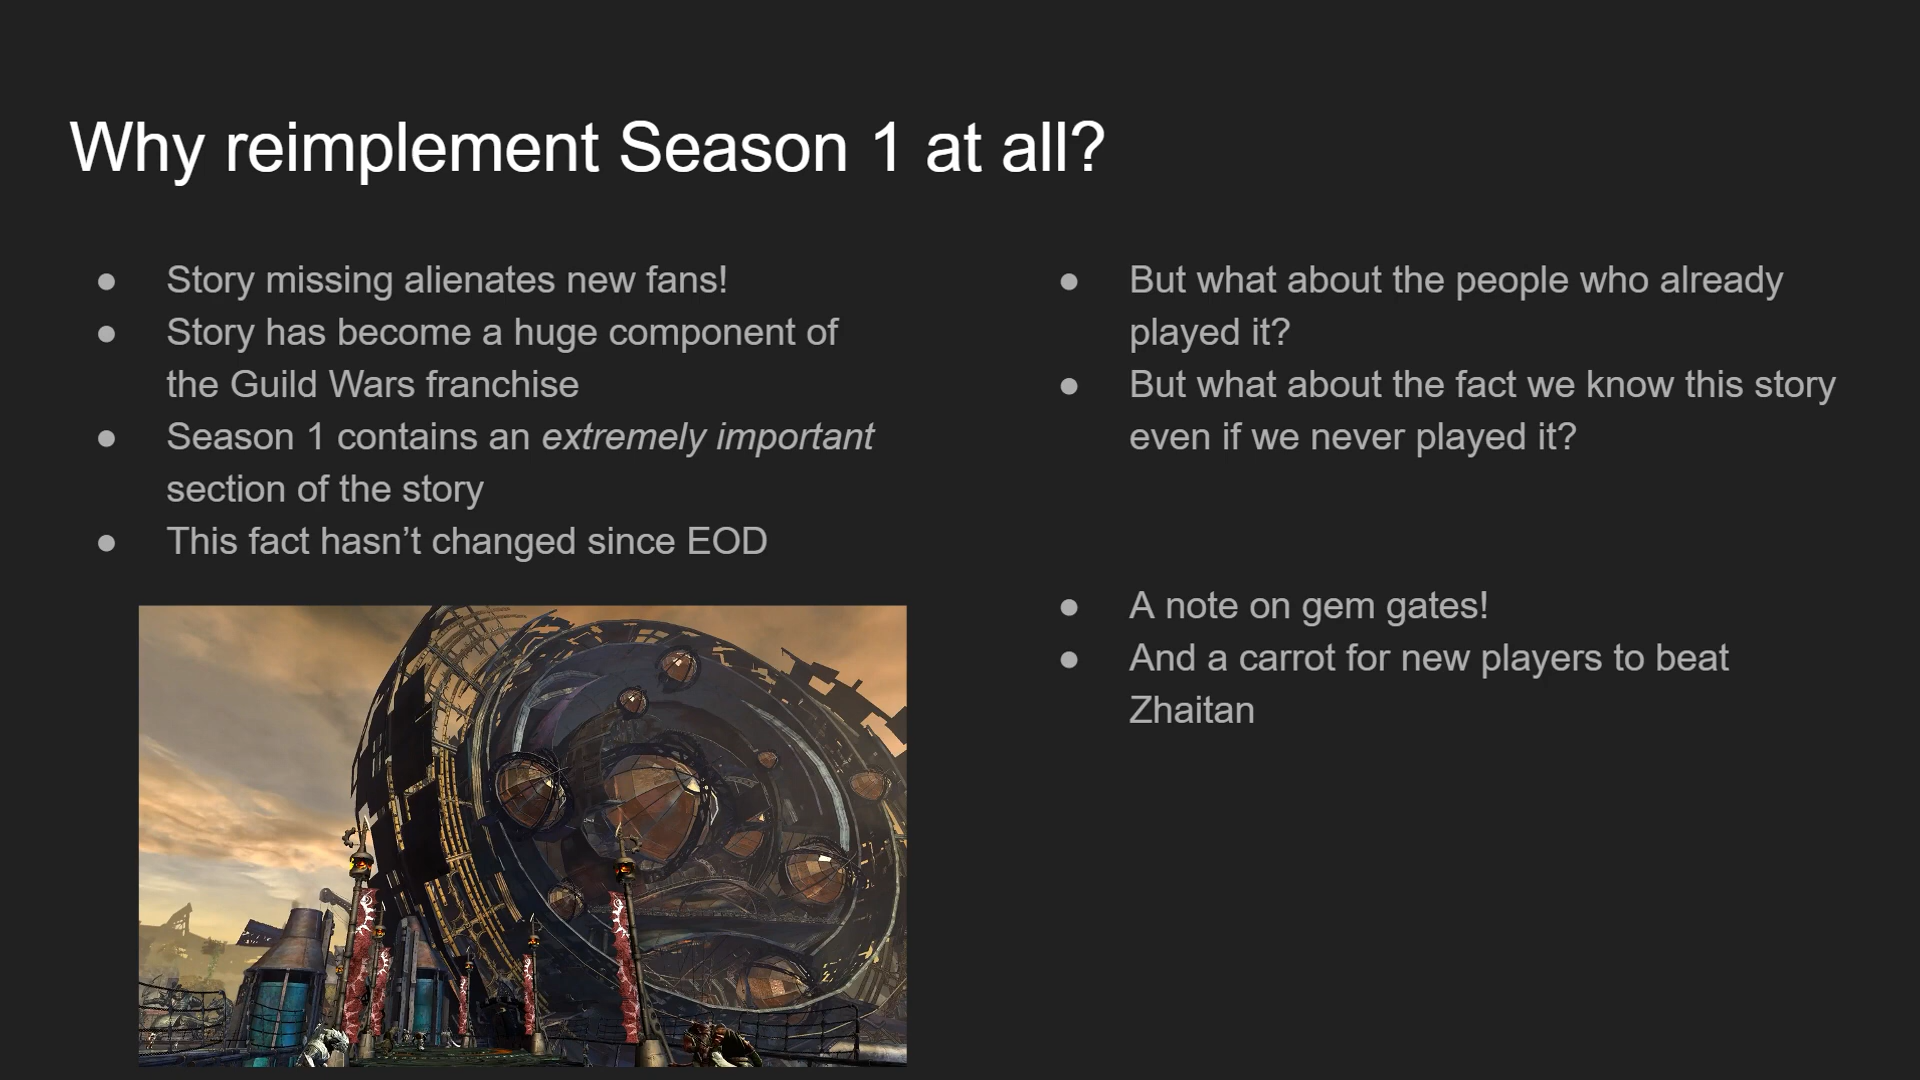 Why reimplement Season 1 at all?
● Story missing alienates new fans!
● Story has become a huge component of
the Guild Wars franchise
● Season 1 contains an extremely important
section of the story
● This fact hasn’t changed since EOD
● But what about the people who already
played it?
● But what about the fact we know this story
even if we never played it?
● A note on gem gates!
● And a carrot for new players to beat
Zhaitan